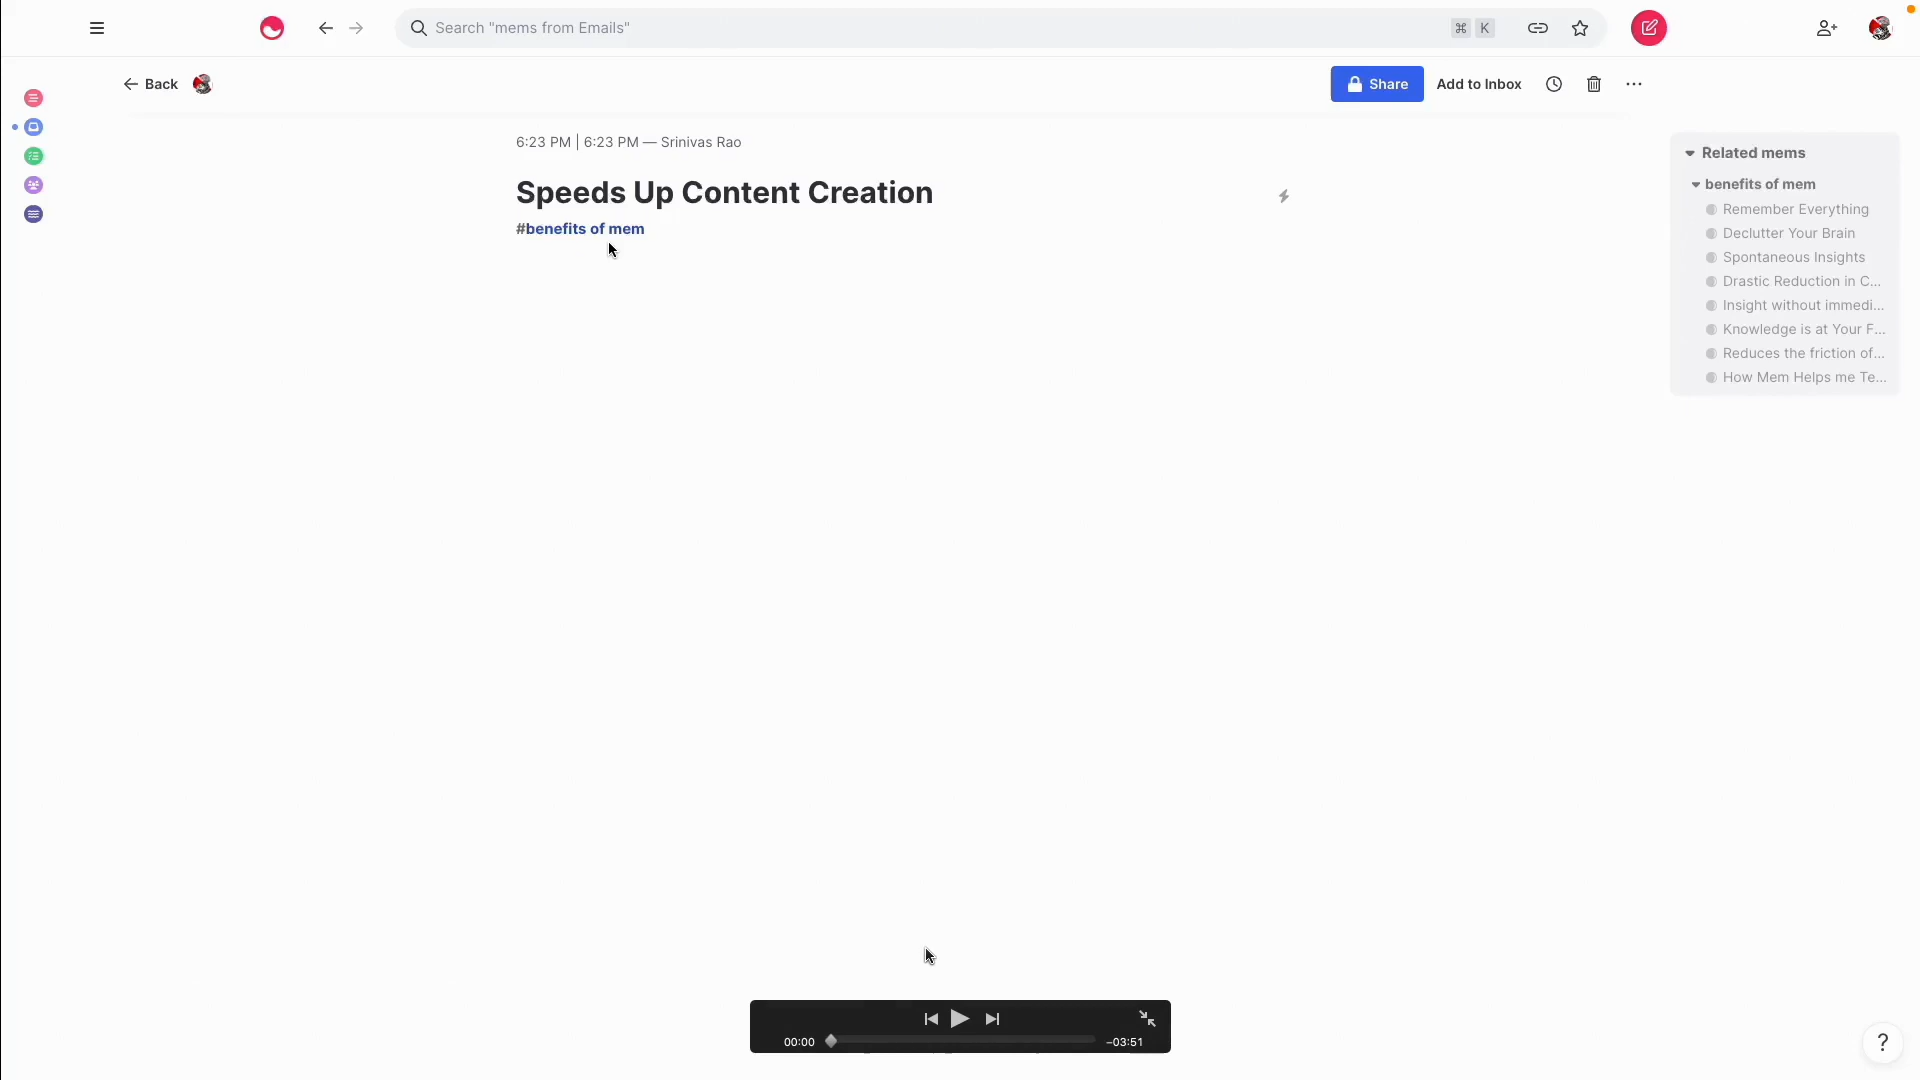 Search "mems from Emails"
⌘ K
Back
Share
Add to Inbox
6:23 PM | 6:23 PM — Srinivas Rao
Speeds Up Content Creation
#benefits of mem
Related mems
benefits of mem
Remember Everything
Declutter Your Brain
Spontaneous Insights
Drastic Reduction in C...
Insight without immedi...
Knowledge is at Your F...
Reduces the friction of...
How Mem Helps me Te...
00:00
−03:51
?